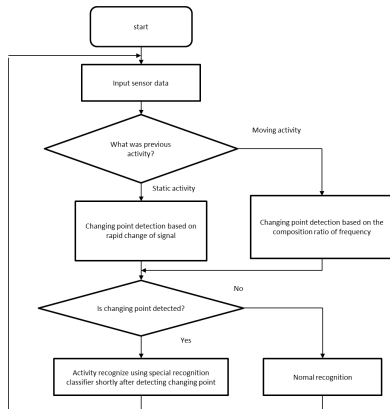 start
Input sensor data
What was previous
activity?
Moving activity
Static activity
Changing point detection based on
rapid change of signal
Changing point detection based on the
composition ratio of frequency
Is changing point detected?
No
Yes
Activity recognize using special recognition
classifier shortly after detecting changing point
Nomal recognition